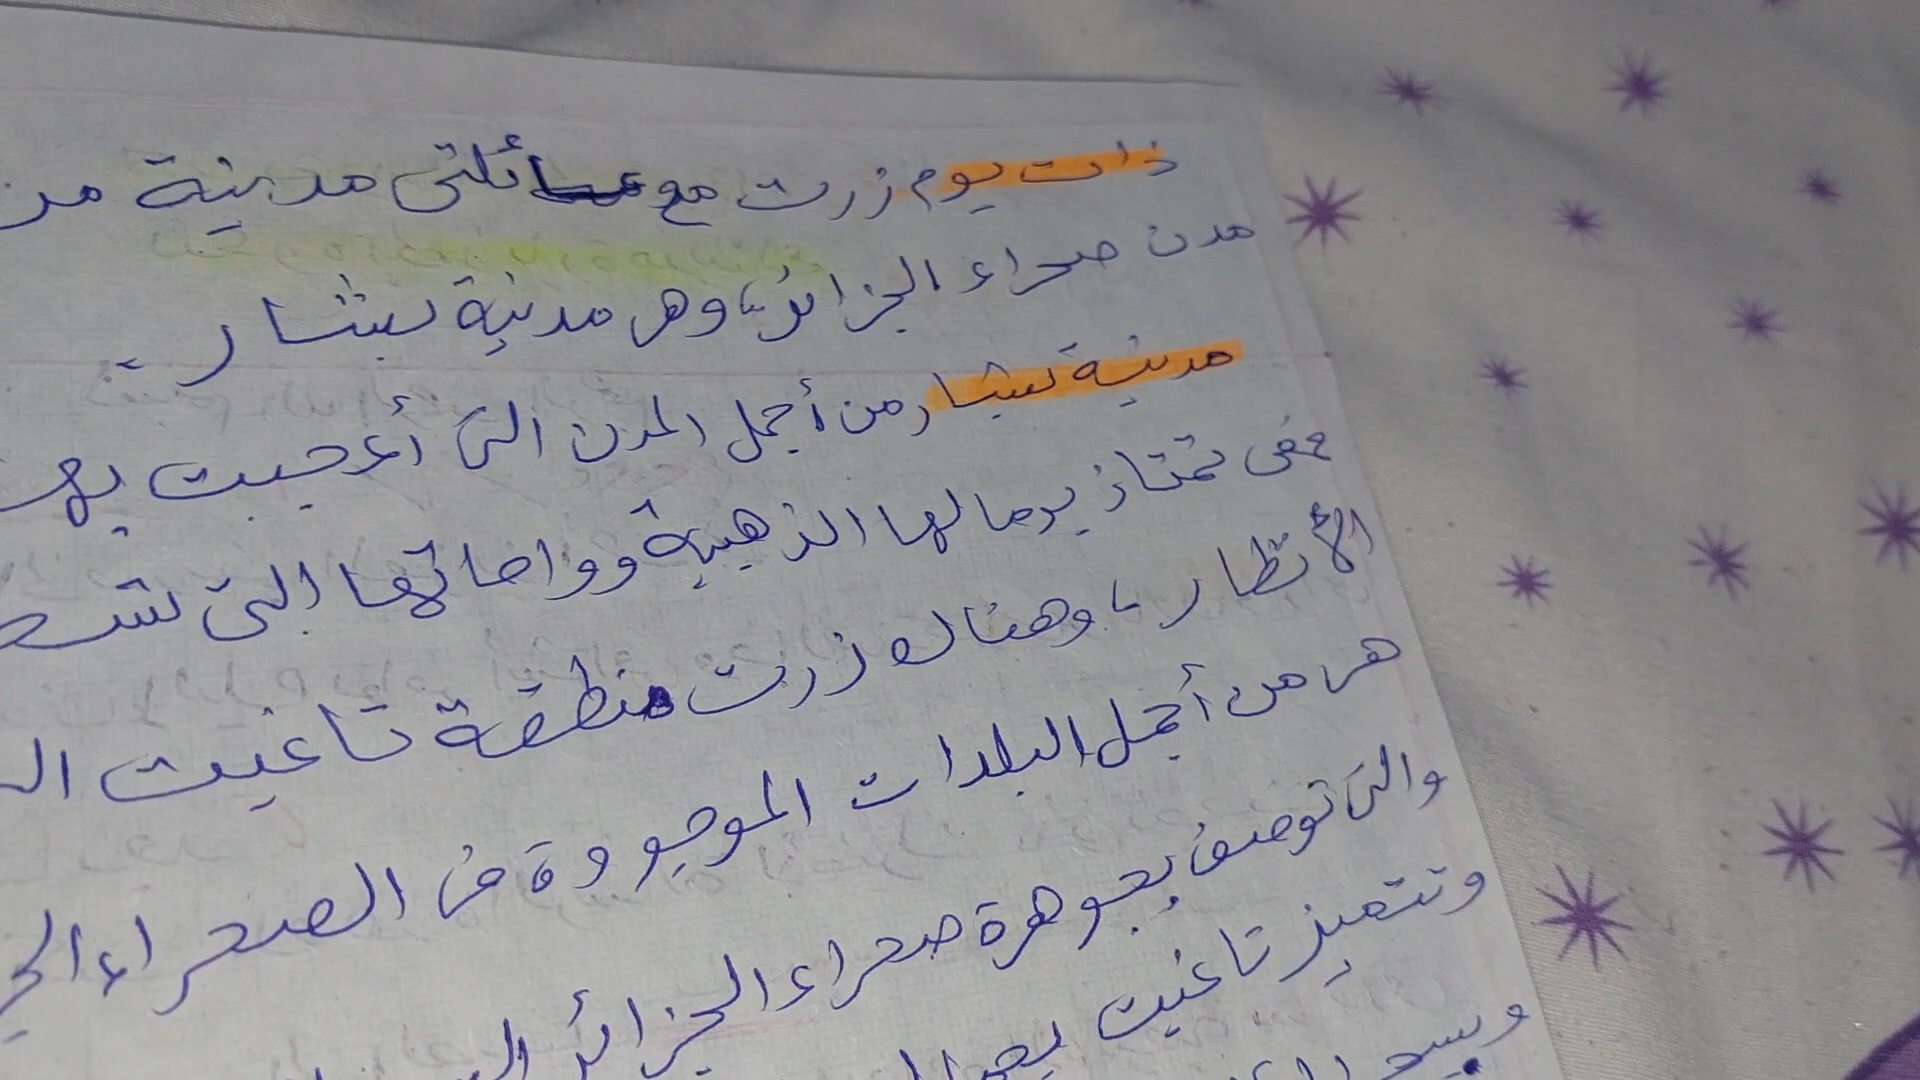 ذات يوم زرت مع عائلتي مدينة من
مدن صحراء الجزائر، وهي مدينة بشار.
مدينة بشار من أجمل المدن التي أعجبت بها
فهي تمتاز برمالها الذهبية وواحاتها التي
الأنظار، وهناك زرت منطقة تاغيت
هي من أجمل البلدات الموجودة في الصحراء
والتي توصف بجوهرة صحراء الجزائر
وتتميز تاغيت